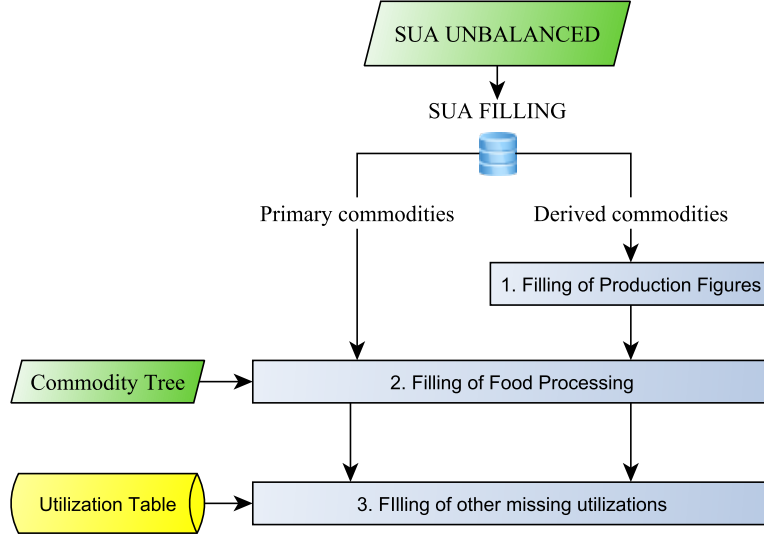 SUA UNBALANCED
SUA FILLING
Primary commodities
Derived commodities
1. Filling of Production Figures
Commodity Tree
2. Filling of Food Processing
Utilization Table
3. FIlling of other missing utilizations